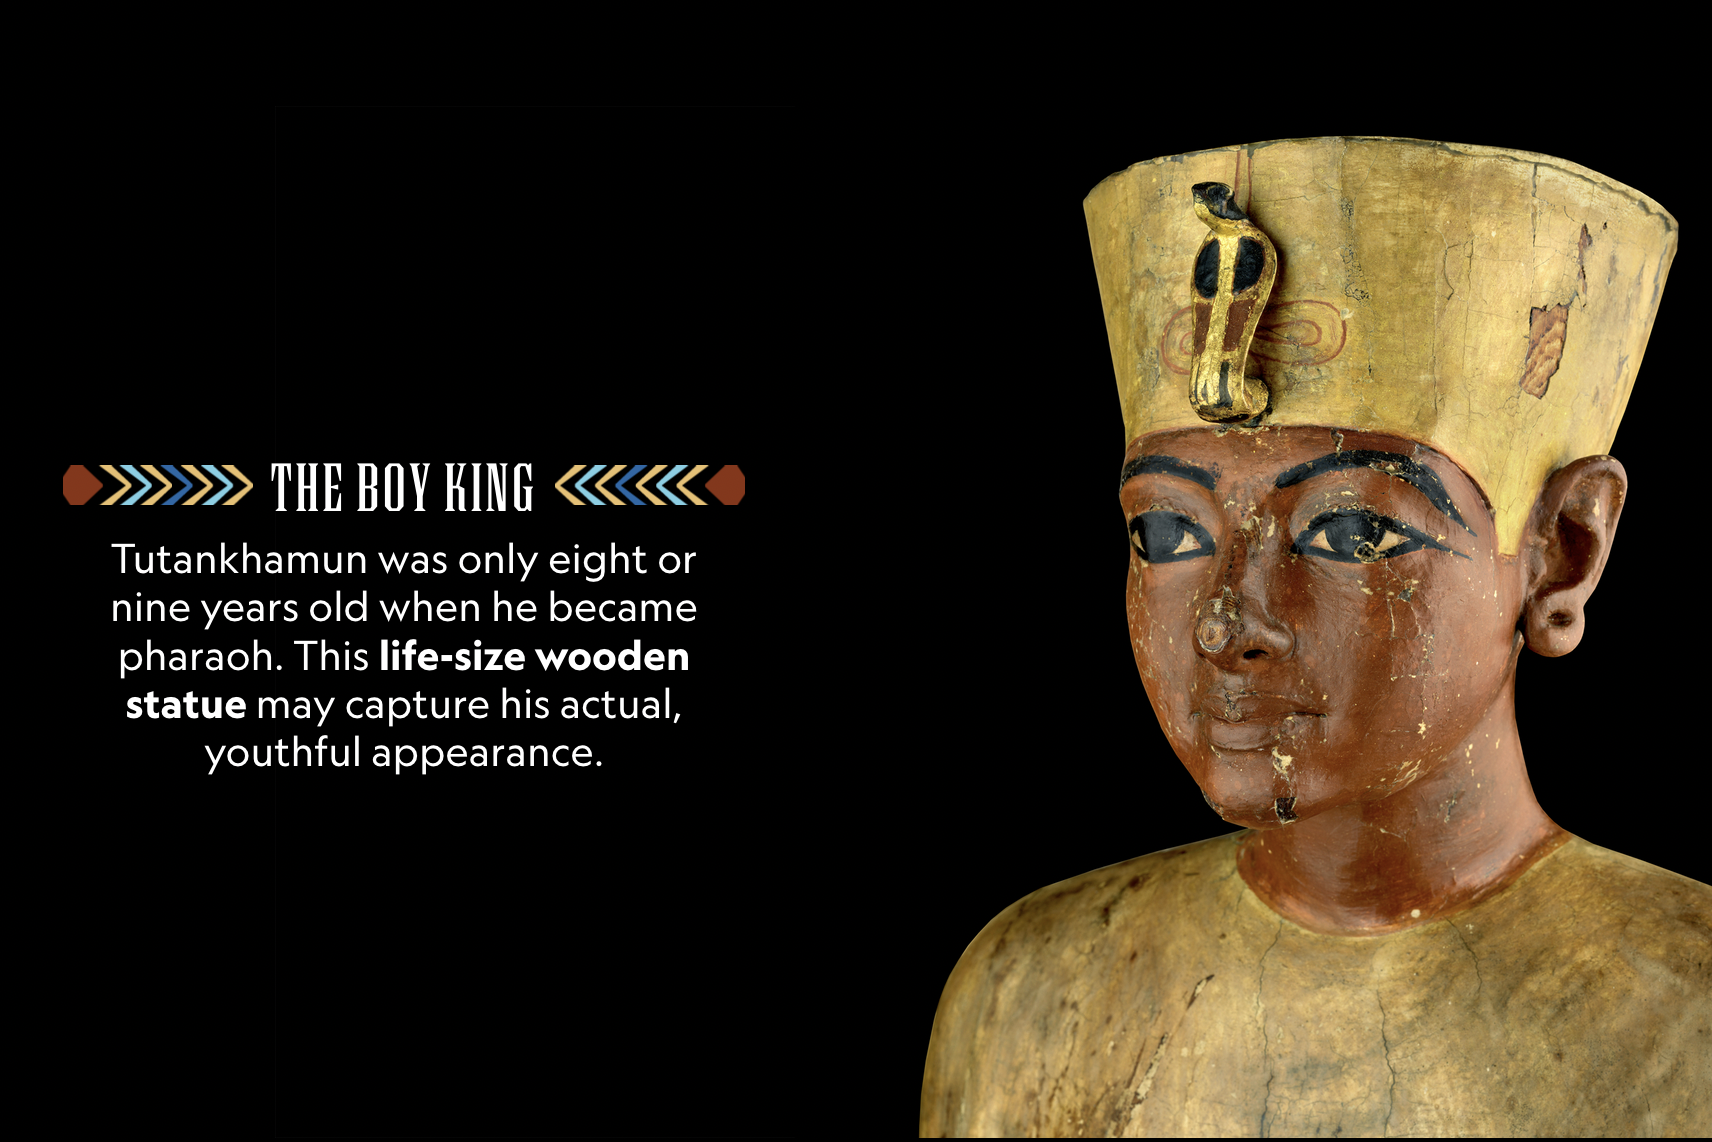 THE BOY KING
Tutankhamun was only eight or
nine years old when he became
pharaoh. This life-size wooden
statue may capture his actual,
youthful appearance.